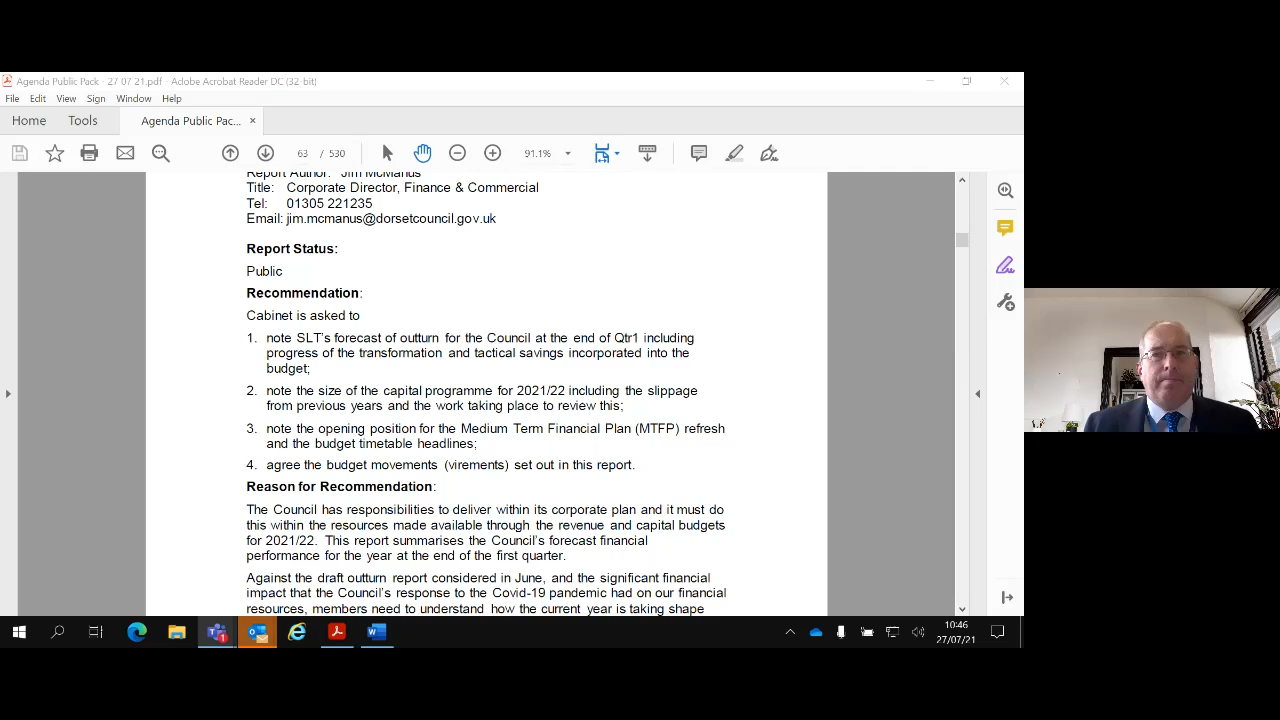 Agenda Public Pack - 27 07 21.pdf - Adobe Acrobat Reader DC (32-bit)
File Edit View Sign Window Help
Home Tools Agenda Public Pac... ×
63 / 530 91.1%
Report Author: Jim McManus
Title: Corporate Director, Finance & Commercial
Tel: 01305 221235
Email: jim.mcmanus@dorsetcouncil.gov.uk
Report Status:
Public
Recommendation:
Cabinet is asked to
1. note SLT's forecast of outturn for the Council at the end of Qtr1 including
progress of the transformation and tactical savings incorporated into the
budget;
2. note the size of the capital programme for 2021/22 including the slippage
from previous years and the work taking place to review this;
3. note the opening position for the Medium Term Financial Plan (MTFP) refresh
and the budget timetable headlines;
4. agree the budget movements (virements) set out in this report.
Reason for Recommendation:
The Council has responsibilities to deliver within its corporate plan and it must do
this within the resources made available through the revenue and capital budgets
for 2021/22. This report summarises the Council's forecast financial
performance for the year at the end of the first quarter.
Against the draft outturn report considered in June, and the significant financial
impact that the Council's response to the Covid-19 pandemic had on our financial
resources, members need to understand how the current year is taking shape
10:46
27/07/21